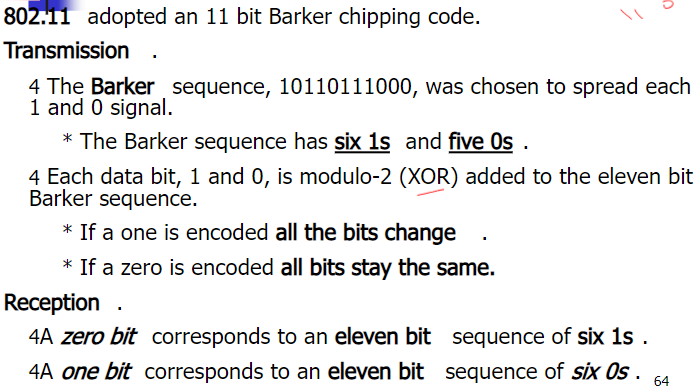 802.11 adopted an 11 bit Barker chipping code.
Transmission .
4 The Barker sequence, 10110111000, was chosen to spread each
1 and 0 signal.
* The Barker sequence has six 1s and five 0s .
4 Each data bit, 1 and 0, is modulo-2 (XOR) added to the eleven bit
Barker sequence.
* If a one is encoded all the bits change .
* If a zero is encoded all bits stay the same.
Reception .
4A zero bit corresponds to an eleven bit sequence of six 1s .
4A one bit corresponds to an eleven bit sequence of six 0s .
64